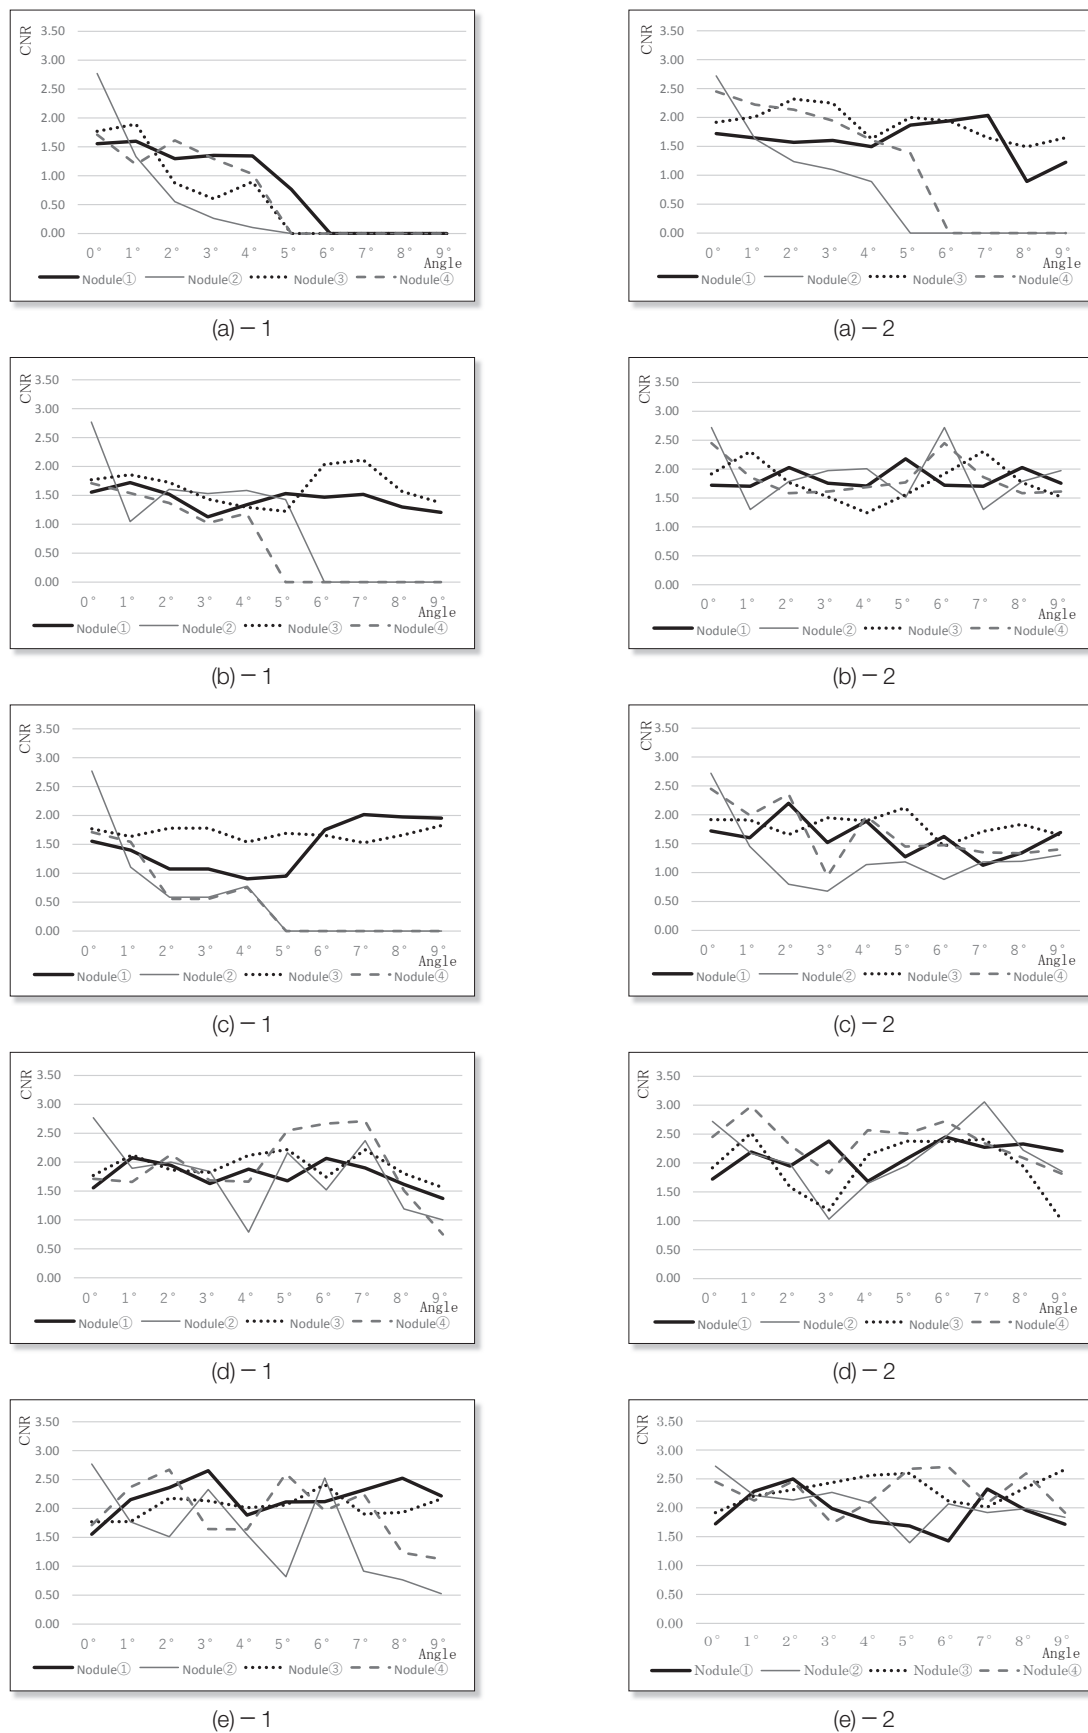 CNR
3.50
3.00
2.50
2.00
1.50
1.00
0.50
0.00
0° 1° 2° 3° 4° 5° 6° 7° 8° 9°
Angle
Nodule① Nodule② Nodule③ Nodule④
(a)－1
CNR
3.50
3.00
2.50
2.00
1.50
1.00
0.50
0.00
0° 1° 2° 3° 4° 5° 6° 7° 8° 9°
Angle
Nodule① Nodule② Nodule③ Nodule④
(a)－2
CNR
3.50
3.00
2.50
2.00
1.50
1.00
0.50
0.00
0° 1° 2° 3° 4° 5° 6° 7° 8° 9°
Angle
Nodule① Nodule② Nodule③ Nodule④
(b)－1
CNR
3.50
3.00
2.50
2.00
1.50
1.00
0.50
0.00
0° 1° 2° 3° 4° 5° 6° 7° 8° 9°
Angle
Nodule① Nodule② Nodule③ Nodule④
(b)－2
CNR
3.50
3.00
2.50
2.00
1.50
1.00
0.50
0.00
0° 1° 2° 3° 4° 5° 6° 7° 8° 9°
Angle
Nodule① Nodule② Nodule③ Nodule④
(c)－1
CNR
3.50
3.00
2.50
2.00
1.50
1.00
0.50
0.00
0° 1° 2° 3° 4° 5° 6° 7° 8° 9°
Angle
Nodule① Nodule② Nodule③ Nodule④
(c)－2
CNR
3.50
3.00
2.50
2.00
1.50
1.00
0.50
0.00
0° 1° 2° 3° 4° 5° 6° 7° 8° 9°
Angle
Nodule① Nodule② Nodule③ Nodule④
(d)－1
CNR
3.50
3.00
2.50
2.00
1.50
1.00
0.50
0.00
0° 1° 2° 3° 4° 5° 6° 7° 8° 9°
Angle
Nodule① Nodule② Nodule③ Nodule④
(d)－2
CNR
3.50
3.00
2.50
2.00
1.50
1.00
0.50
0.00
0° 1° 2° 3° 4° 5° 6° 7° 8° 9°
Angle
Nodule① Nodule② Nodule③ Nodule④
(e)－1
CNR
3.50
3.00
2.50
2.00
1.50
1.00
0.50
0.00
0° 1° 2° 3° 4° 5° 6° 7° 8° 9°
Angle
Nodule① Nodule② Nodule③ Nodule④
(e)－2